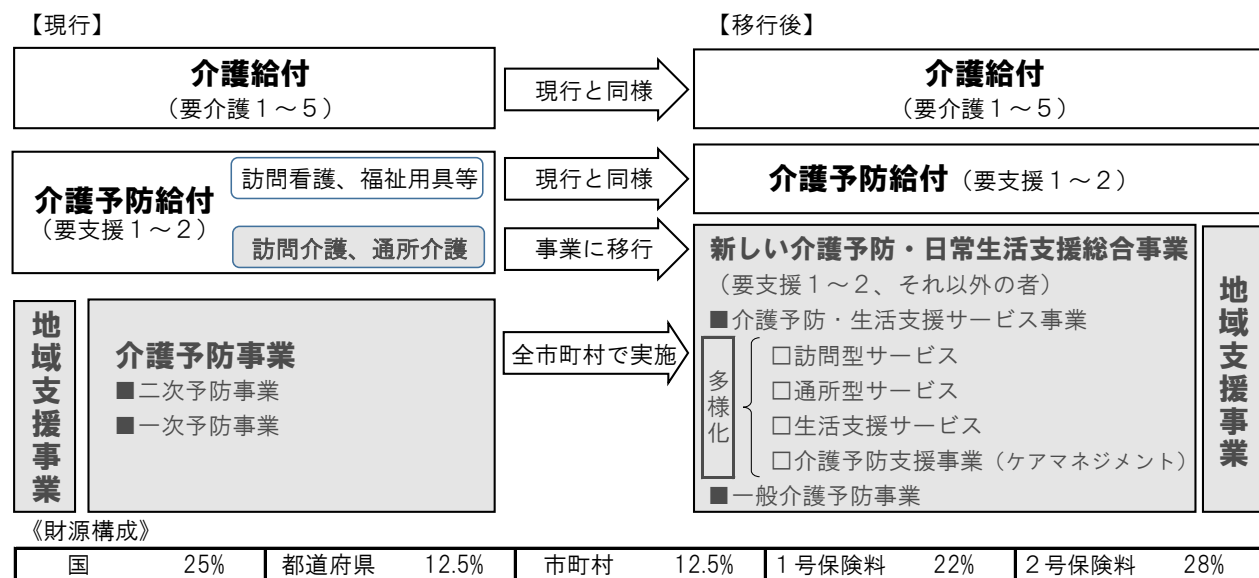 【現行】
【移行後】
介護給付
（要介護１～５）
現行と同様
介護給付
（要介護１～５）
介護予防給付
（要支援１～２）
訪問看護、福祉用具等
訪問介護、通所介護
現行と同様
事業に移行
介護予防給付（要支援１～２）
地域支援事業
介護予防事業
■二次予防事業
■一次予防事業
全市町村で実施
新しい介護予防・日常生活支援総合事業
（要支援１～２、それ以外の者）
■介護予防・生活支援サービス事業
多様化
□訪問型サービス
□通所型サービス
□生活支援サービス
□介護予防支援事業（ケアマネジメント）
■一般介護予防事業
地域支援事業
《財源構成》
国 25% 都道府県 12.5% 市町村 12.5% １号保険料 22% ２号保険料 28%